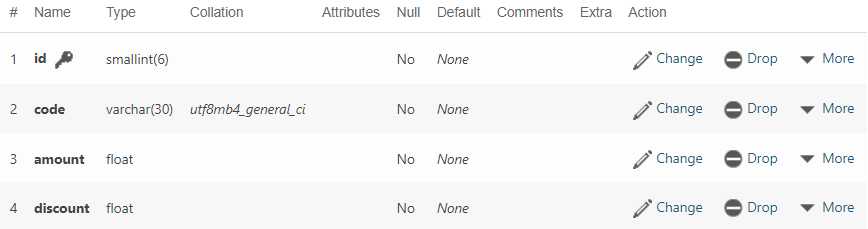 # Name Type Collation Attributes Null Default Comments Extra Action
1 id smallint(6) No None Change Drop More
2 code varchar(30) utf8mb4_general_ci No None Change Drop More
3 amount float No None Change Drop More
4 discount float No None Change Drop More